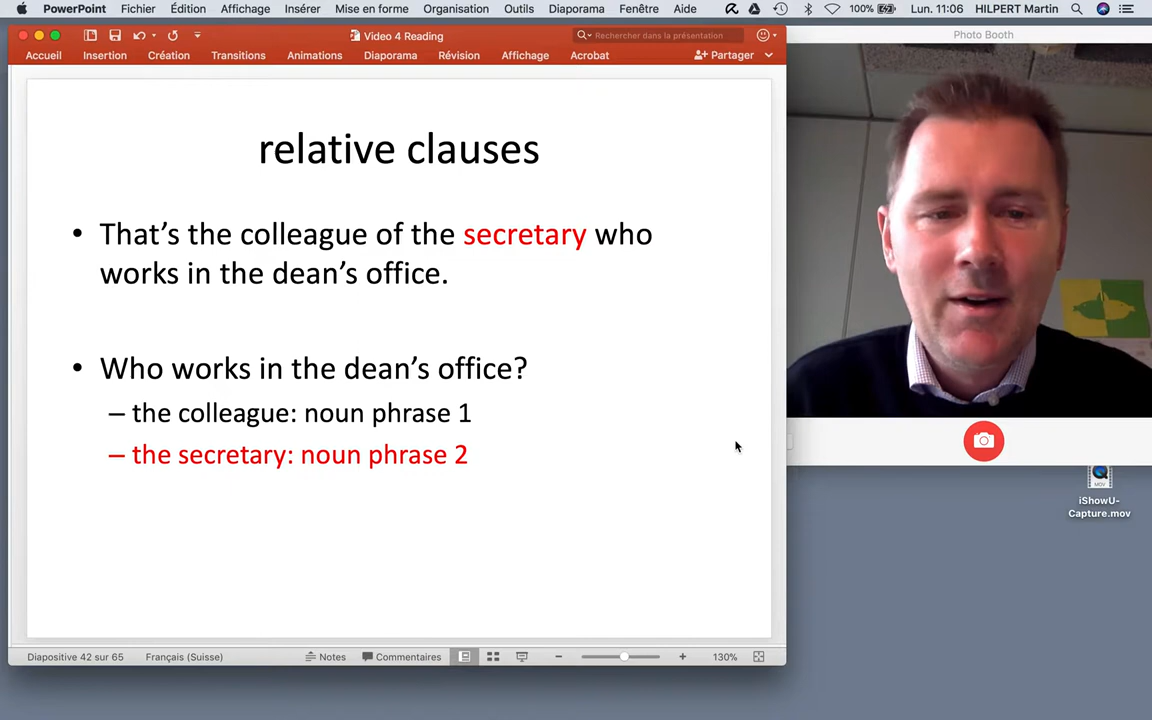 PowerPoint Fichier Édition Affichage Insérer Mise en forme Organisation Outils Diaporama Fenêtre Aide 100% Lun. 11:06 HILPERT Martin
Video 4 Reading
Rechercher dans la présentation
Photo Booth
Accueil Insertion Création Transitions Animations Diaporama Révision Affichage Acrobat Partager
relative clauses
• That’s the colleague of the secretary who
works in the dean’s office.
• Who works in the dean’s office?
– the colleague: noun phrase 1
– the secretary: noun phrase 2
MOV
iShowU-
Capture.mov
Diapositive 42 sur 65 Français (Suisse) Notes Commentaires 130%